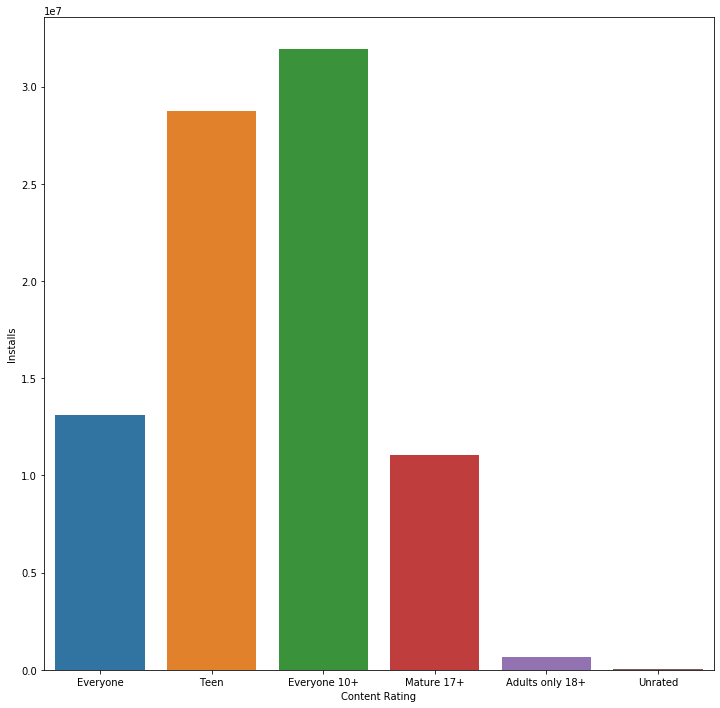 1e7
3.0
2.5
2.0
1.5
1.0
0.5
0.0
Installs
Everyone Teen Everyone 10+ Mature 17+ Adults only 18+ Unrated
Content Rating